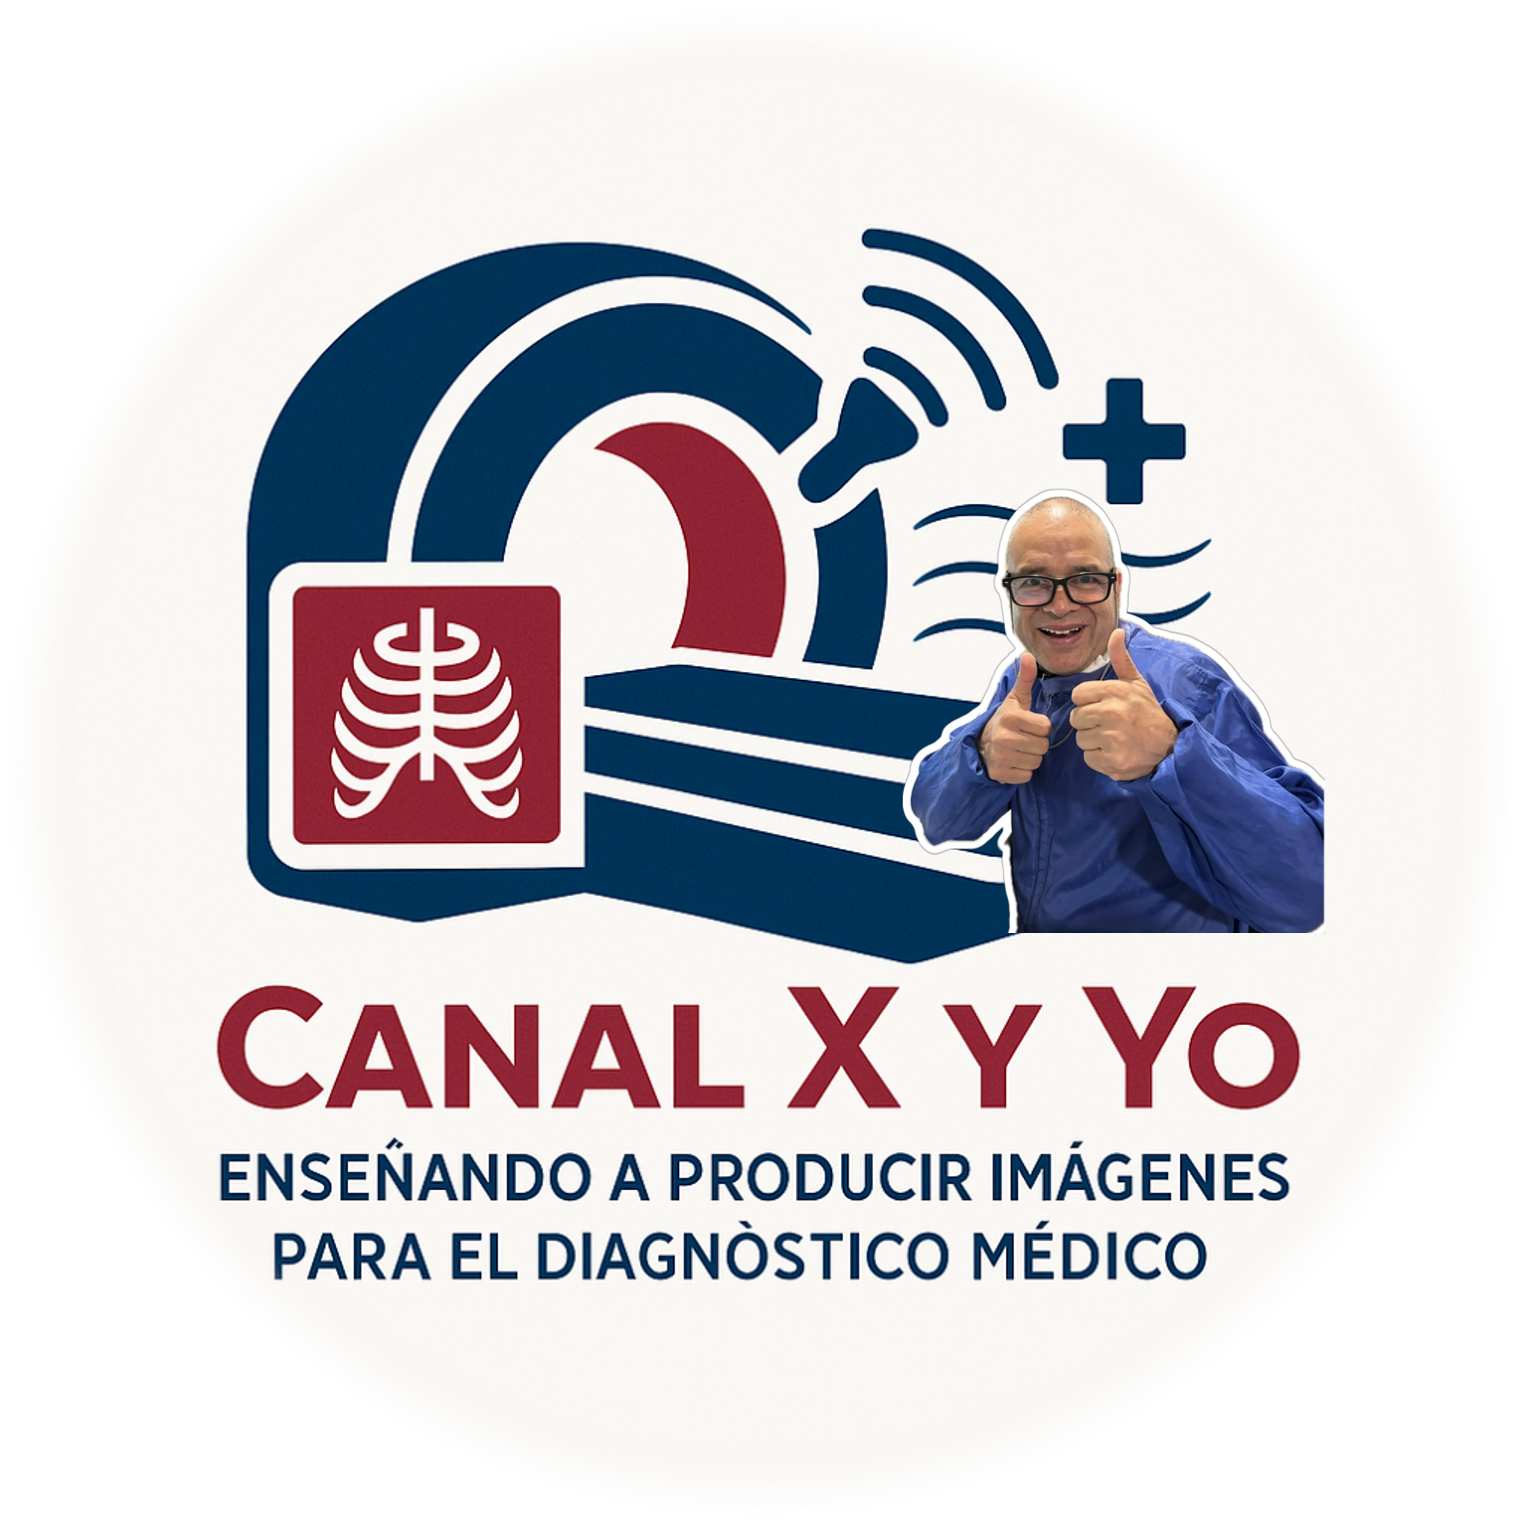 CANAL X Y YO
ENSEÑANDO A PRODUCIR IMÁGENES
PARA EL DIAGNÒSTICO MÉDICO